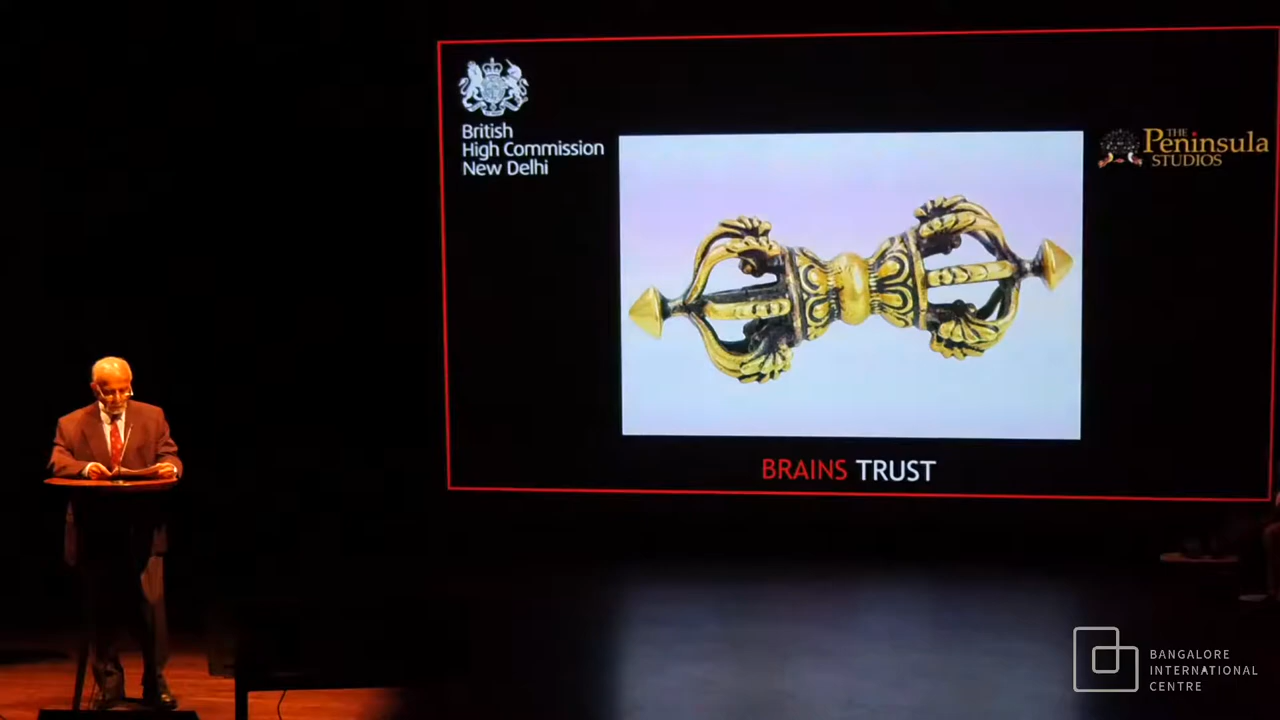 British
High Commission
New Delhi
THE
Peninsula
STUDIOS
BRAINS TRUST
BANGALORE
INTERNATIONAL
CENTRE